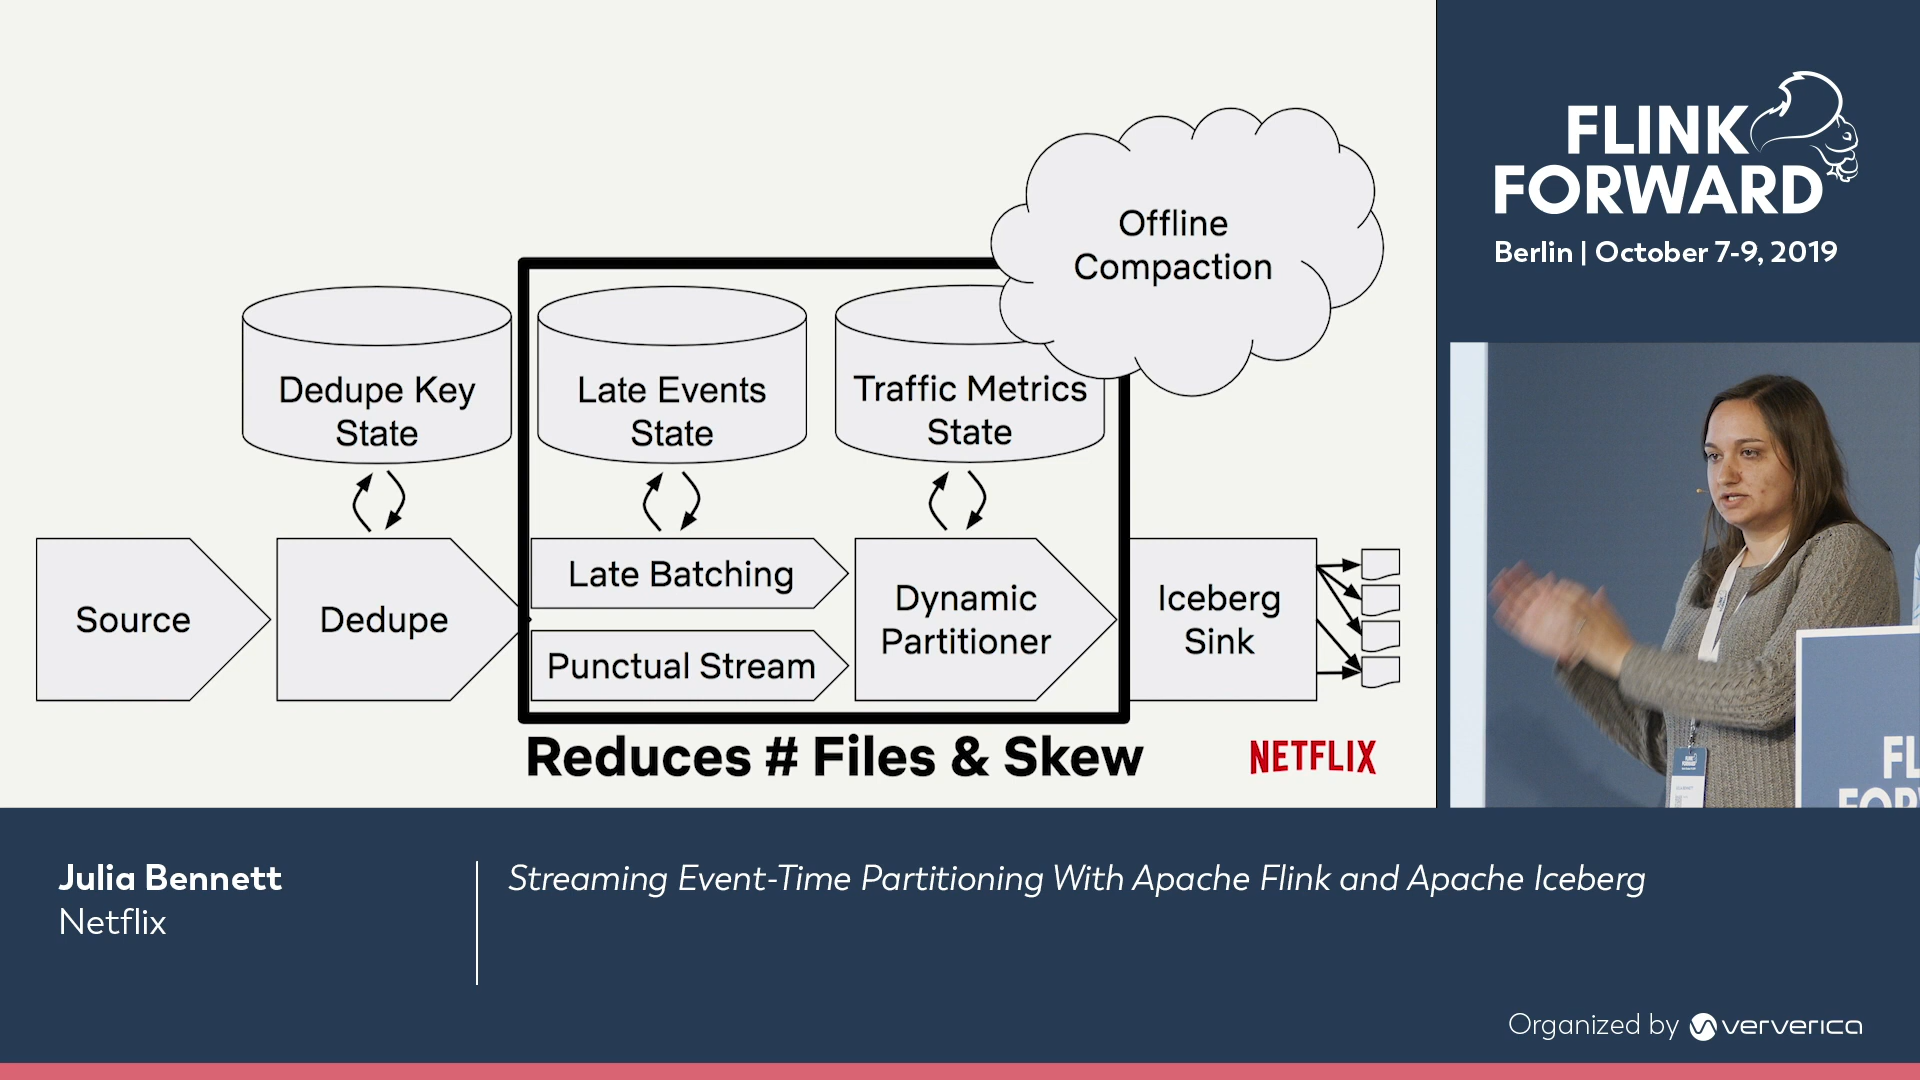 Offline
Compaction
Dedupe Key
State
Late Events
State
Traffic Metrics
State
Source
Dedupe
Late Batching
Punctual Stream
Dynamic
Partitioner
Iceberg
Sink
Reduces # Files & Skew
NETFLIX
FLINK
FORWARD
Berlin | October 7-9, 2019
FL
FOR
Julia Bennett
Netflix
Streaming Event-Time Partitioning With Apache Flink and Apache Iceberg
Organized by ververica